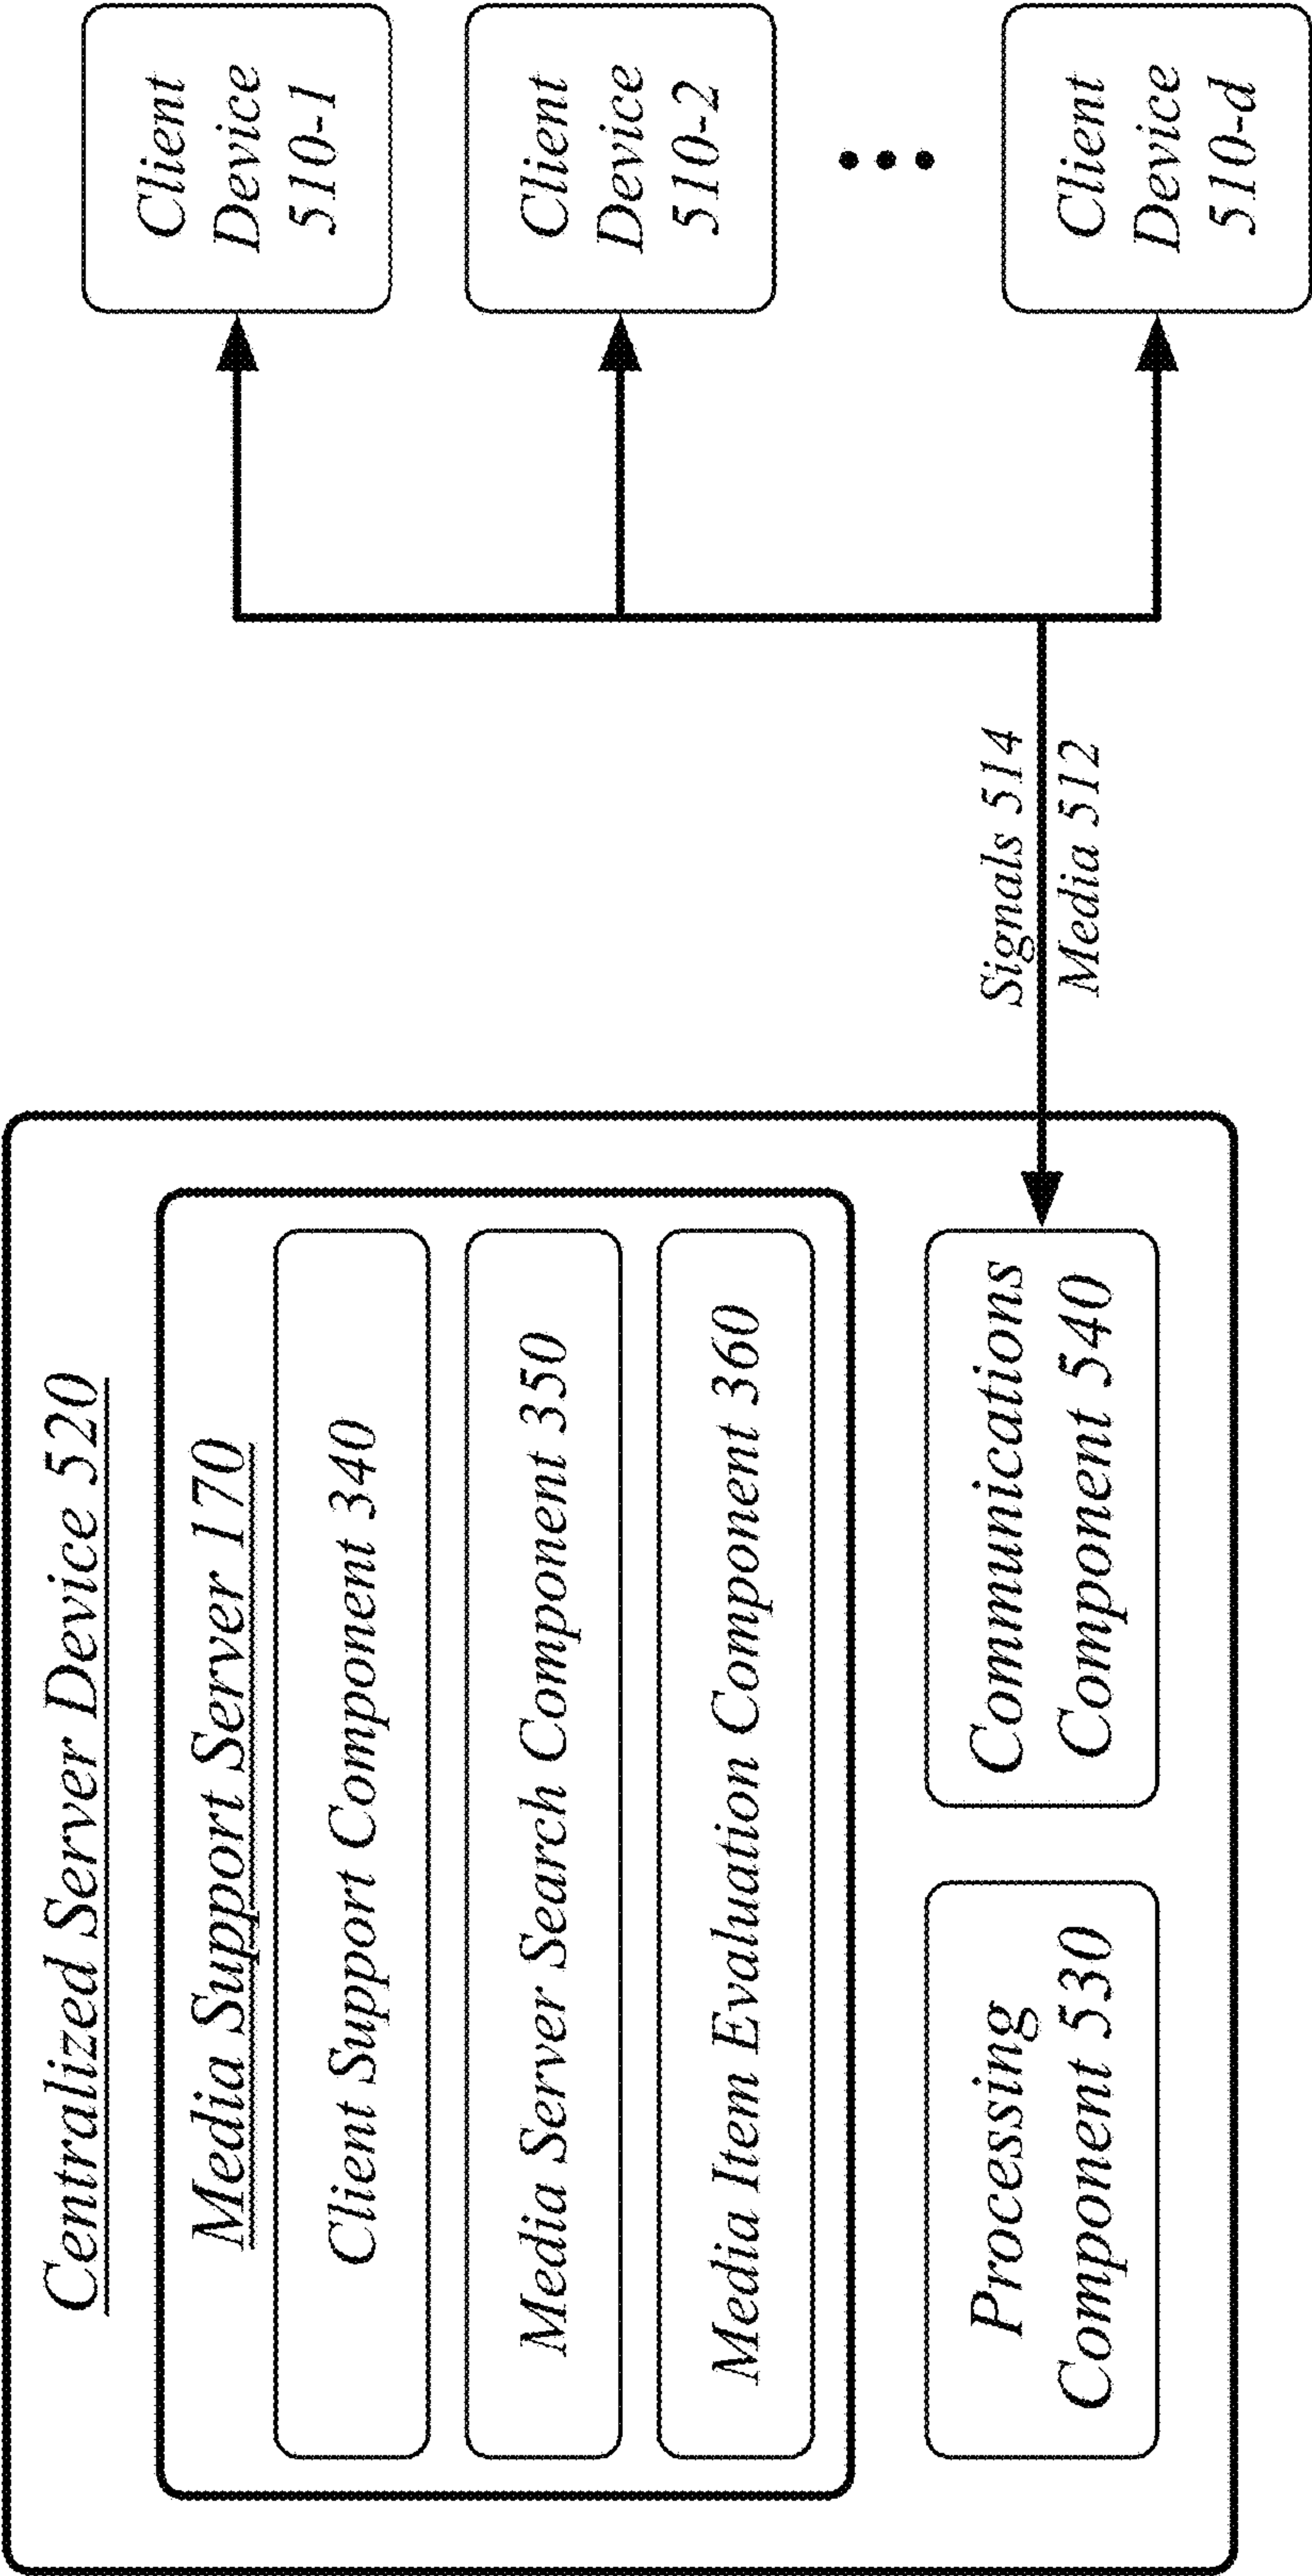 Centralized Server Device 520
Media Support Server 170
Client Support Component 340
Media Server Search Component 350
Media Item Evaluation Component 360
Processing
Component 530
Communications
Component 540
Signals 514
Media 512
Client
Device
510-1
Client
Device
510-2
Client
Device
510-d